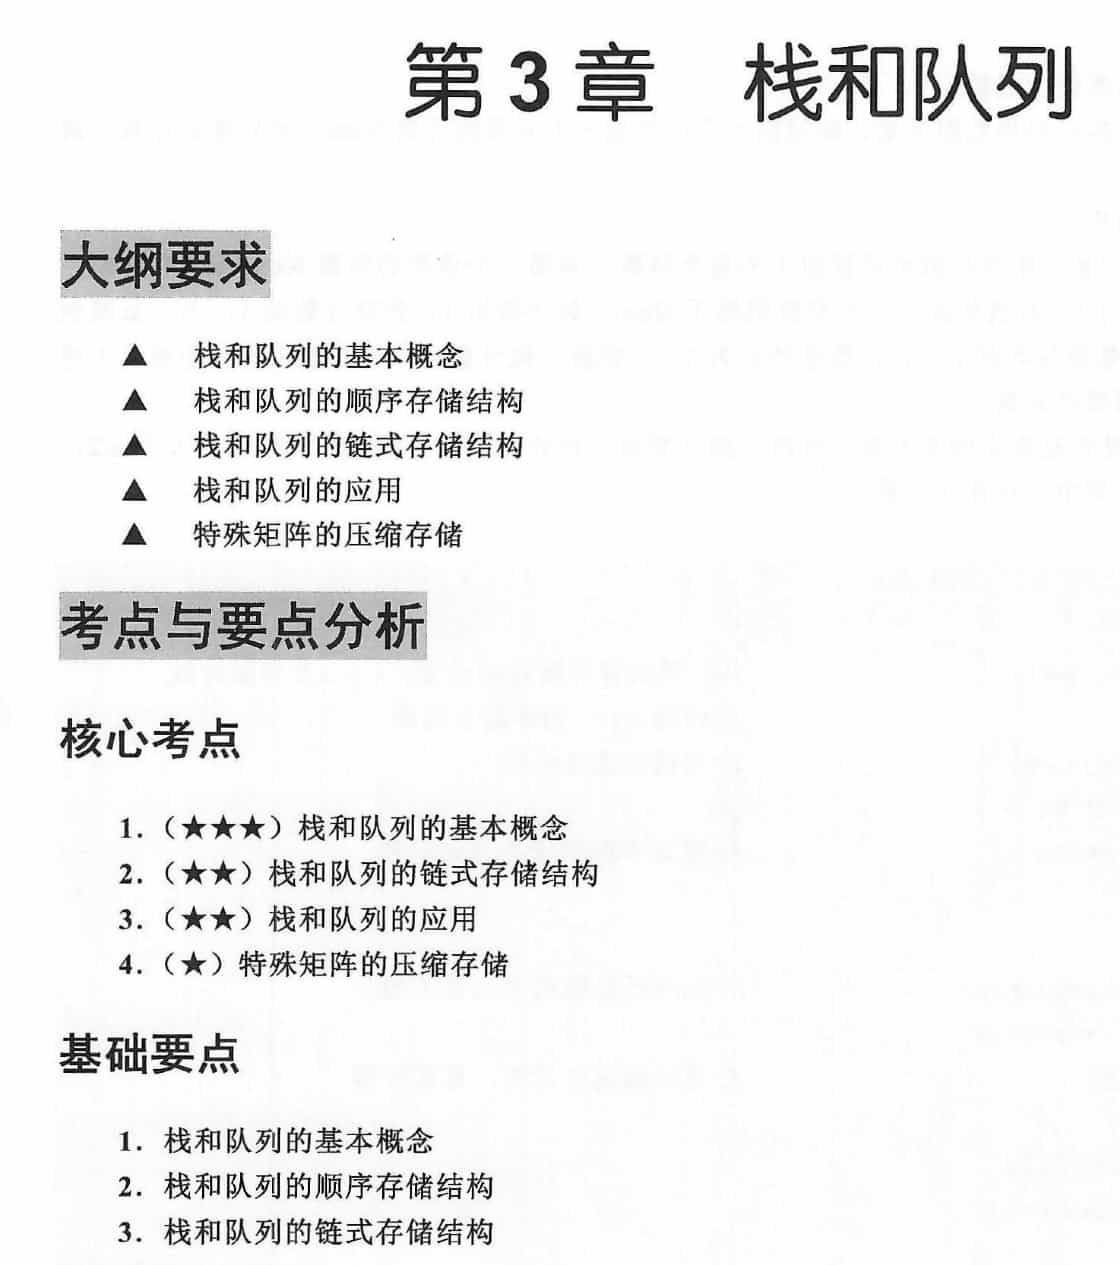 第 3 章 栈和队列
大纲要求
▲ 栈和队列的基本概念
▲ 栈和队列的顺序存储结构
▲ 栈和队列的链式存储结构
▲ 栈和队列的应用
▲ 特殊矩阵的压缩存储
考点与要点分析
核心考点
1.（★★★）栈和队列的基本概念
2.（★★）栈和队列的链式存储结构
3.（★★）栈和队列的应用
4.（★）特殊矩阵的压缩存储
基础要点
1. 栈和队列的基本概念
2. 栈和队列的顺序存储结构
3. 栈和队列的链式存储结构